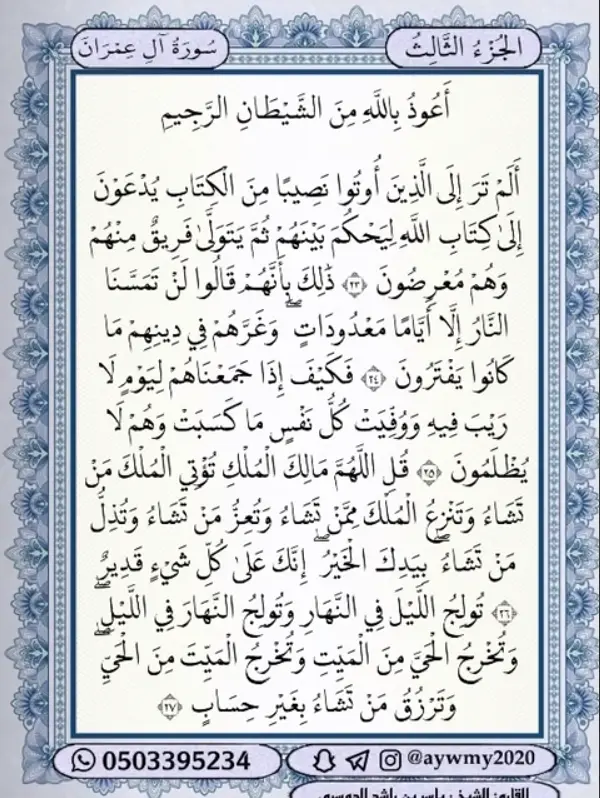 الجُزْءُ الثَّالِثُ
سُورَةُ آلِ عِمْرَانَ
أَعُوذُ بِاللَّهِ مِنَ الشَّيْطَانِ الرَّجِيمِ
أَلَمْ تَرَ إِلَى الَّذِينَ أُوتُوا نَصِيبًا مِنَ الْكِتَابِ يُدْعَوْنَ
إِلَىٰ كِتَابِ اللَّهِ لِيَحْكُمَ بَيْنَهُمْ ثُمَّ يَتَوَلَّىٰ فَرِيقٌ مِنْهُمْ
وَهُمْ مُعْرِضُونَ ﴿٢٣﴾ ذَٰلِكَ بِأَنَّهُمْ قَالُوا لَنْ تَمَسَّنَا
النَّارُ إِلَّا أَيَّامًا مَعْدُودَاتٍ ۖ وَغَرَّهُمْ فِي دِينِهِمْ مَا
كَانُوا يَفْتَرُونَ ﴿٢٤﴾ فَكَيْفَ إِذَا جَمَعْنَاهُمْ لِيَوْمٍ لَا
رَيْبَ فِيهِ وَوُفِّيَتْ كُلُّ نَفْسٍ مَا كَسَبَتْ وَهُمْ لَا
يُظْلَمُونَ ﴿٢٥﴾ قُلِ اللَّهُمَّ مَالِكَ الْمُلْكِ تُؤْتِي الْمُلْكَ مَنْ
تَشَاءُ وَتَنْزِعُ الْمُلْكَ مِمَّنْ تَشَاءُ وَتُعِزُّ مَنْ تَشَاءُ وَتُذِلُّ
مَنْ تَشَاءُ ۖ بِيَدِكَ الْخَيْرُ ۖ إِنَّكَ عَلَىٰ كُلِّ شَيْءٍ قَدِيرٌ
﴿٢٦﴾ تُولِجُ اللَّيْلَ فِي النَّهَارِ وَتُولِجُ النَّهَارَ فِي اللَّيْلِ ۖ
وَتُخْرِجُ الْحَيَّ مِنَ الْمَيِّتِ وَتُخْرِجُ الْمَيِّتَ مِنَ الْحَيِّ ۖ
وَتَرْزُقُ مَنْ تَشَاءُ بِغَيْرِ حِسَابٍ ﴿٢٧﴾
@aywmy2020
0503395234
القارئ: الشيخ ياسر بن راشد الدوسري